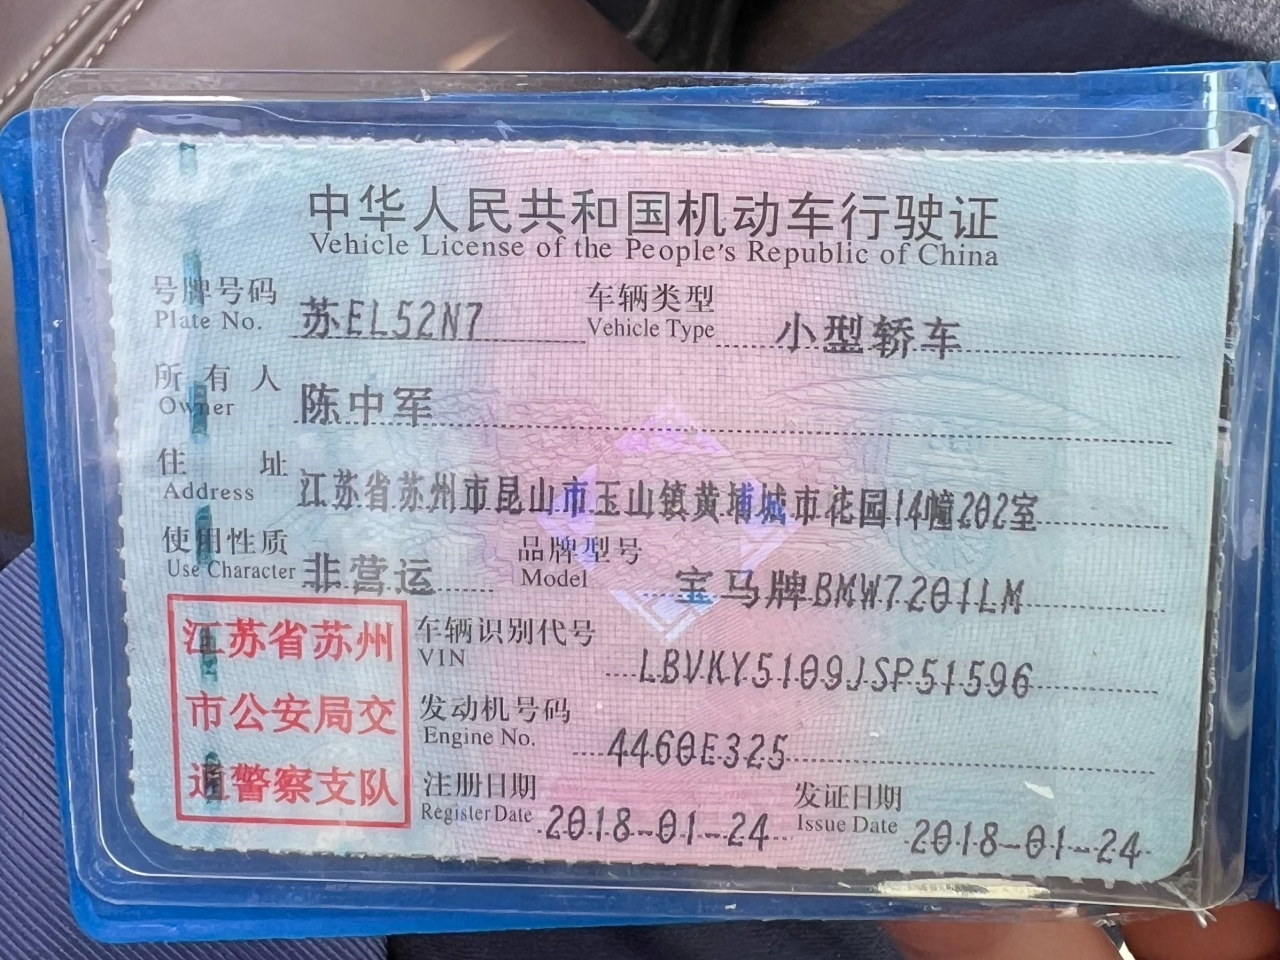 中华人民共和国机动车行驶证
Vehicle License of the People's Republic of China
号牌号码 苏EL52N7 车辆类型 小型轿车
Plate No. Vehicle Type
所有人 陈中军
Owner
住址 江苏省苏州市昆山市玉山镇黄埔城市花园14幢202室
Address
使用性质 非营运 品牌型号 宝马牌BMW7201LM
Use Character Model
江苏省苏州
市公安局交
通警察支队
车辆识别代号 LBVKY5109JSP51596
VIN
发动机号码 4460E325
Engine No.
注册日期 2018-01-24 发证日期 2018-01-24
Register Date Issue Date